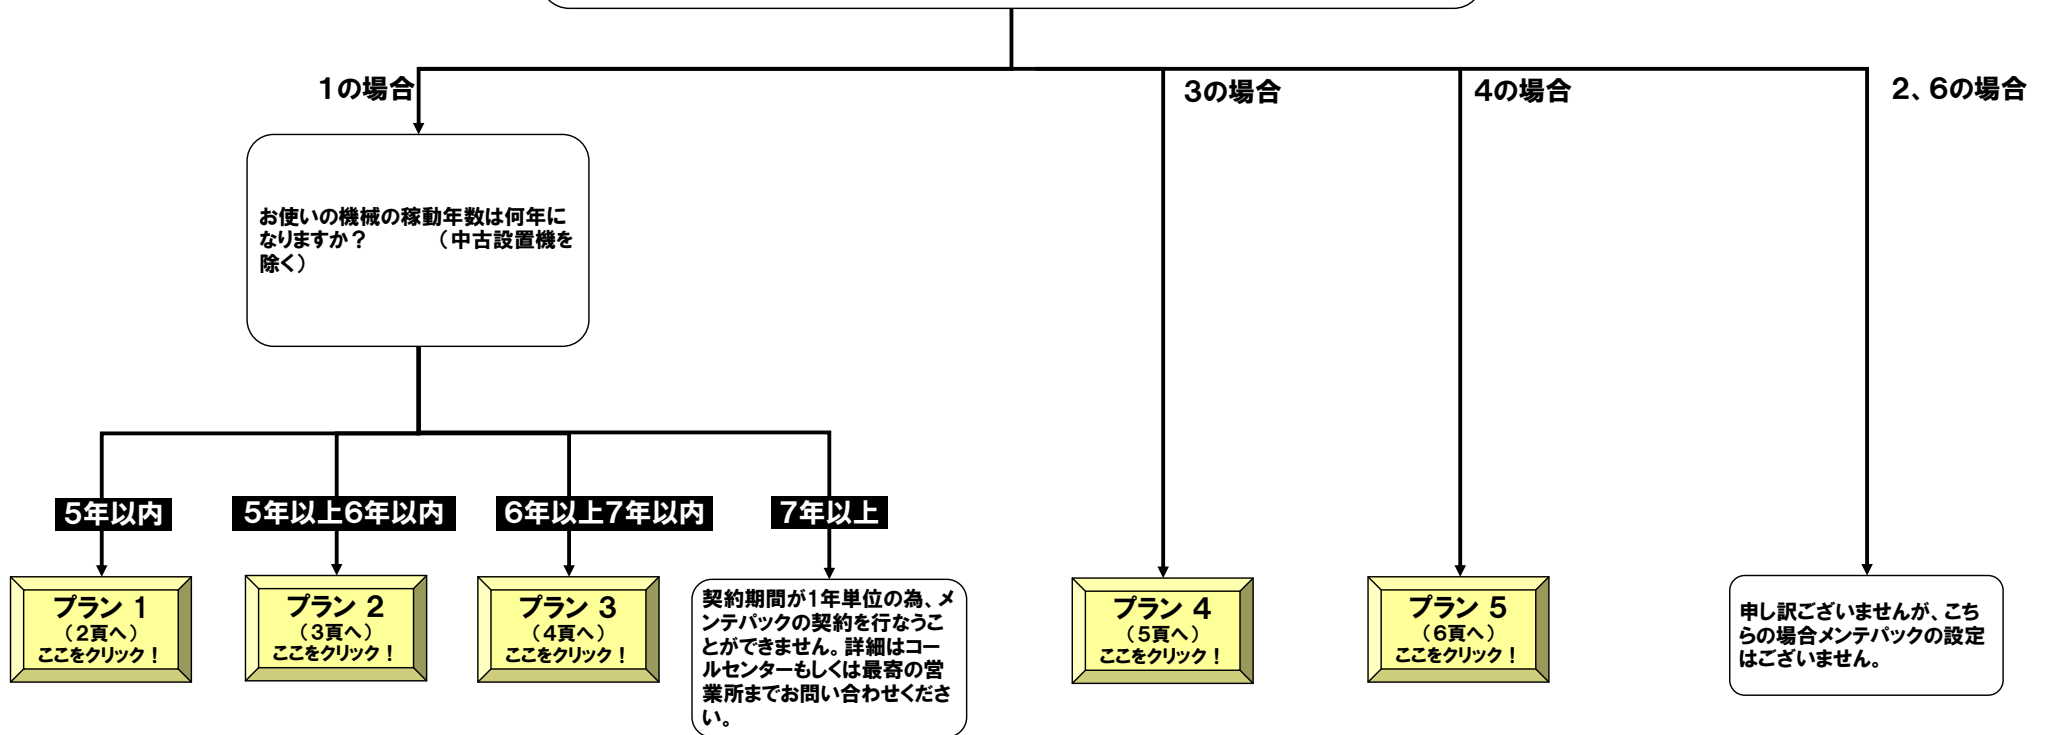 1の場合
3の場合
4の場合
2、6の場合
お使いの機械の稼動年数は何年に
なりますか？　　　（中古設置機を
除く）
5年以内
5年以上6年以内
6年以上7年以内
7年以上
プラン 1
（2頁へ）
ここをクリック！
プラン 2
（3頁へ）
ここをクリック！
プラン 3
（4頁へ）
ここをクリック！
契約期間が1年単位の為、メ
ンテパックの契約を行なうこ
とができません。詳細はコー
ルセンターもしくは最寄の営
業所までお問い合わせくださ
い。
プラン 4
（5頁へ）
ここをクリック！
プラン 5
（6頁へ）
ここをクリック！
申し訳ございませんが、こち
らの場合メンテパックの設定
はございません。